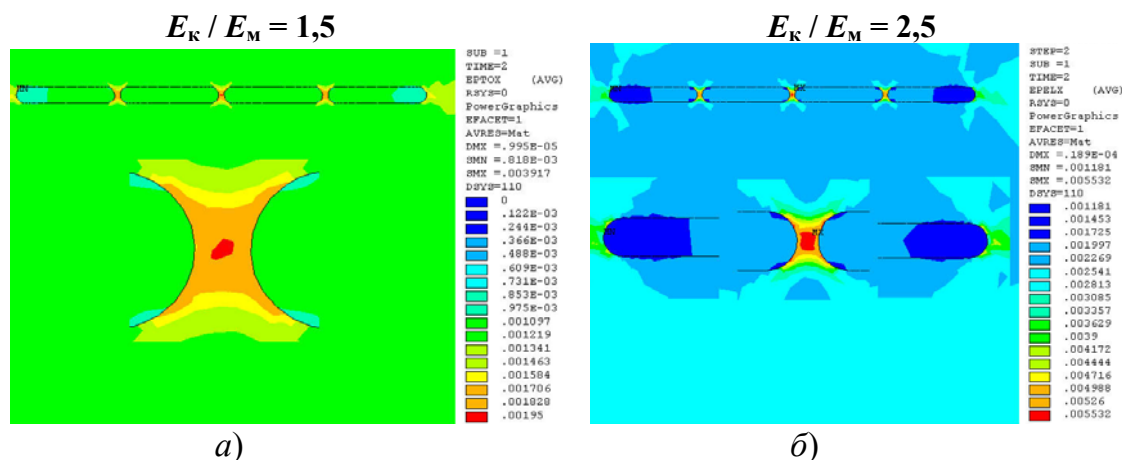 Eк / Eм = 1,5
SUB =1
TIME=2
EPTOX (AVG)
RSYS=0
PowerGraphics
EFACET=1
AVRES=Mat
DMX =.995E-05
SMN =.818E-03
SMX =.003917
DSYS=110
0
.122E-03
.244E-03
.366E-03
.488E-03
.609E-03
.731E-03
.853E-03
.975E-03
.001097
.001219
.001341
.001463
.001584
.001706
.001828
.00195
а)
Eк / Eм = 2,5
STEP=2
SUB =1
TIME=2
EPELX (AVG)
RSYS=0
PowerGraphics
EFACET=1
AVRES=Mat
DMX =.189E-04
SMN =.001181
SMX =.005532
DSYS=110
.001181
.001453
.001725
.001997
.002269
.002541
.002813
.003085
.003357
.003629
.0039
.004172
.004444
.004716
.004988
.00526
.005532
б)